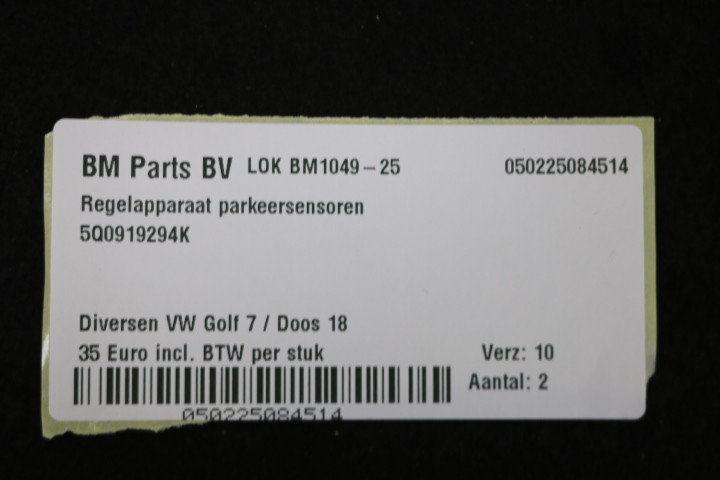 BM Parts BV LOK BM1049-25 050225084514
Regelapparaat parkeersensoren
5Q0919294K
Diversen VW Golf 7 / Doos 18
35 Euro incl. BTW per stuk Verz: 10
Aantal: 2
050225084514